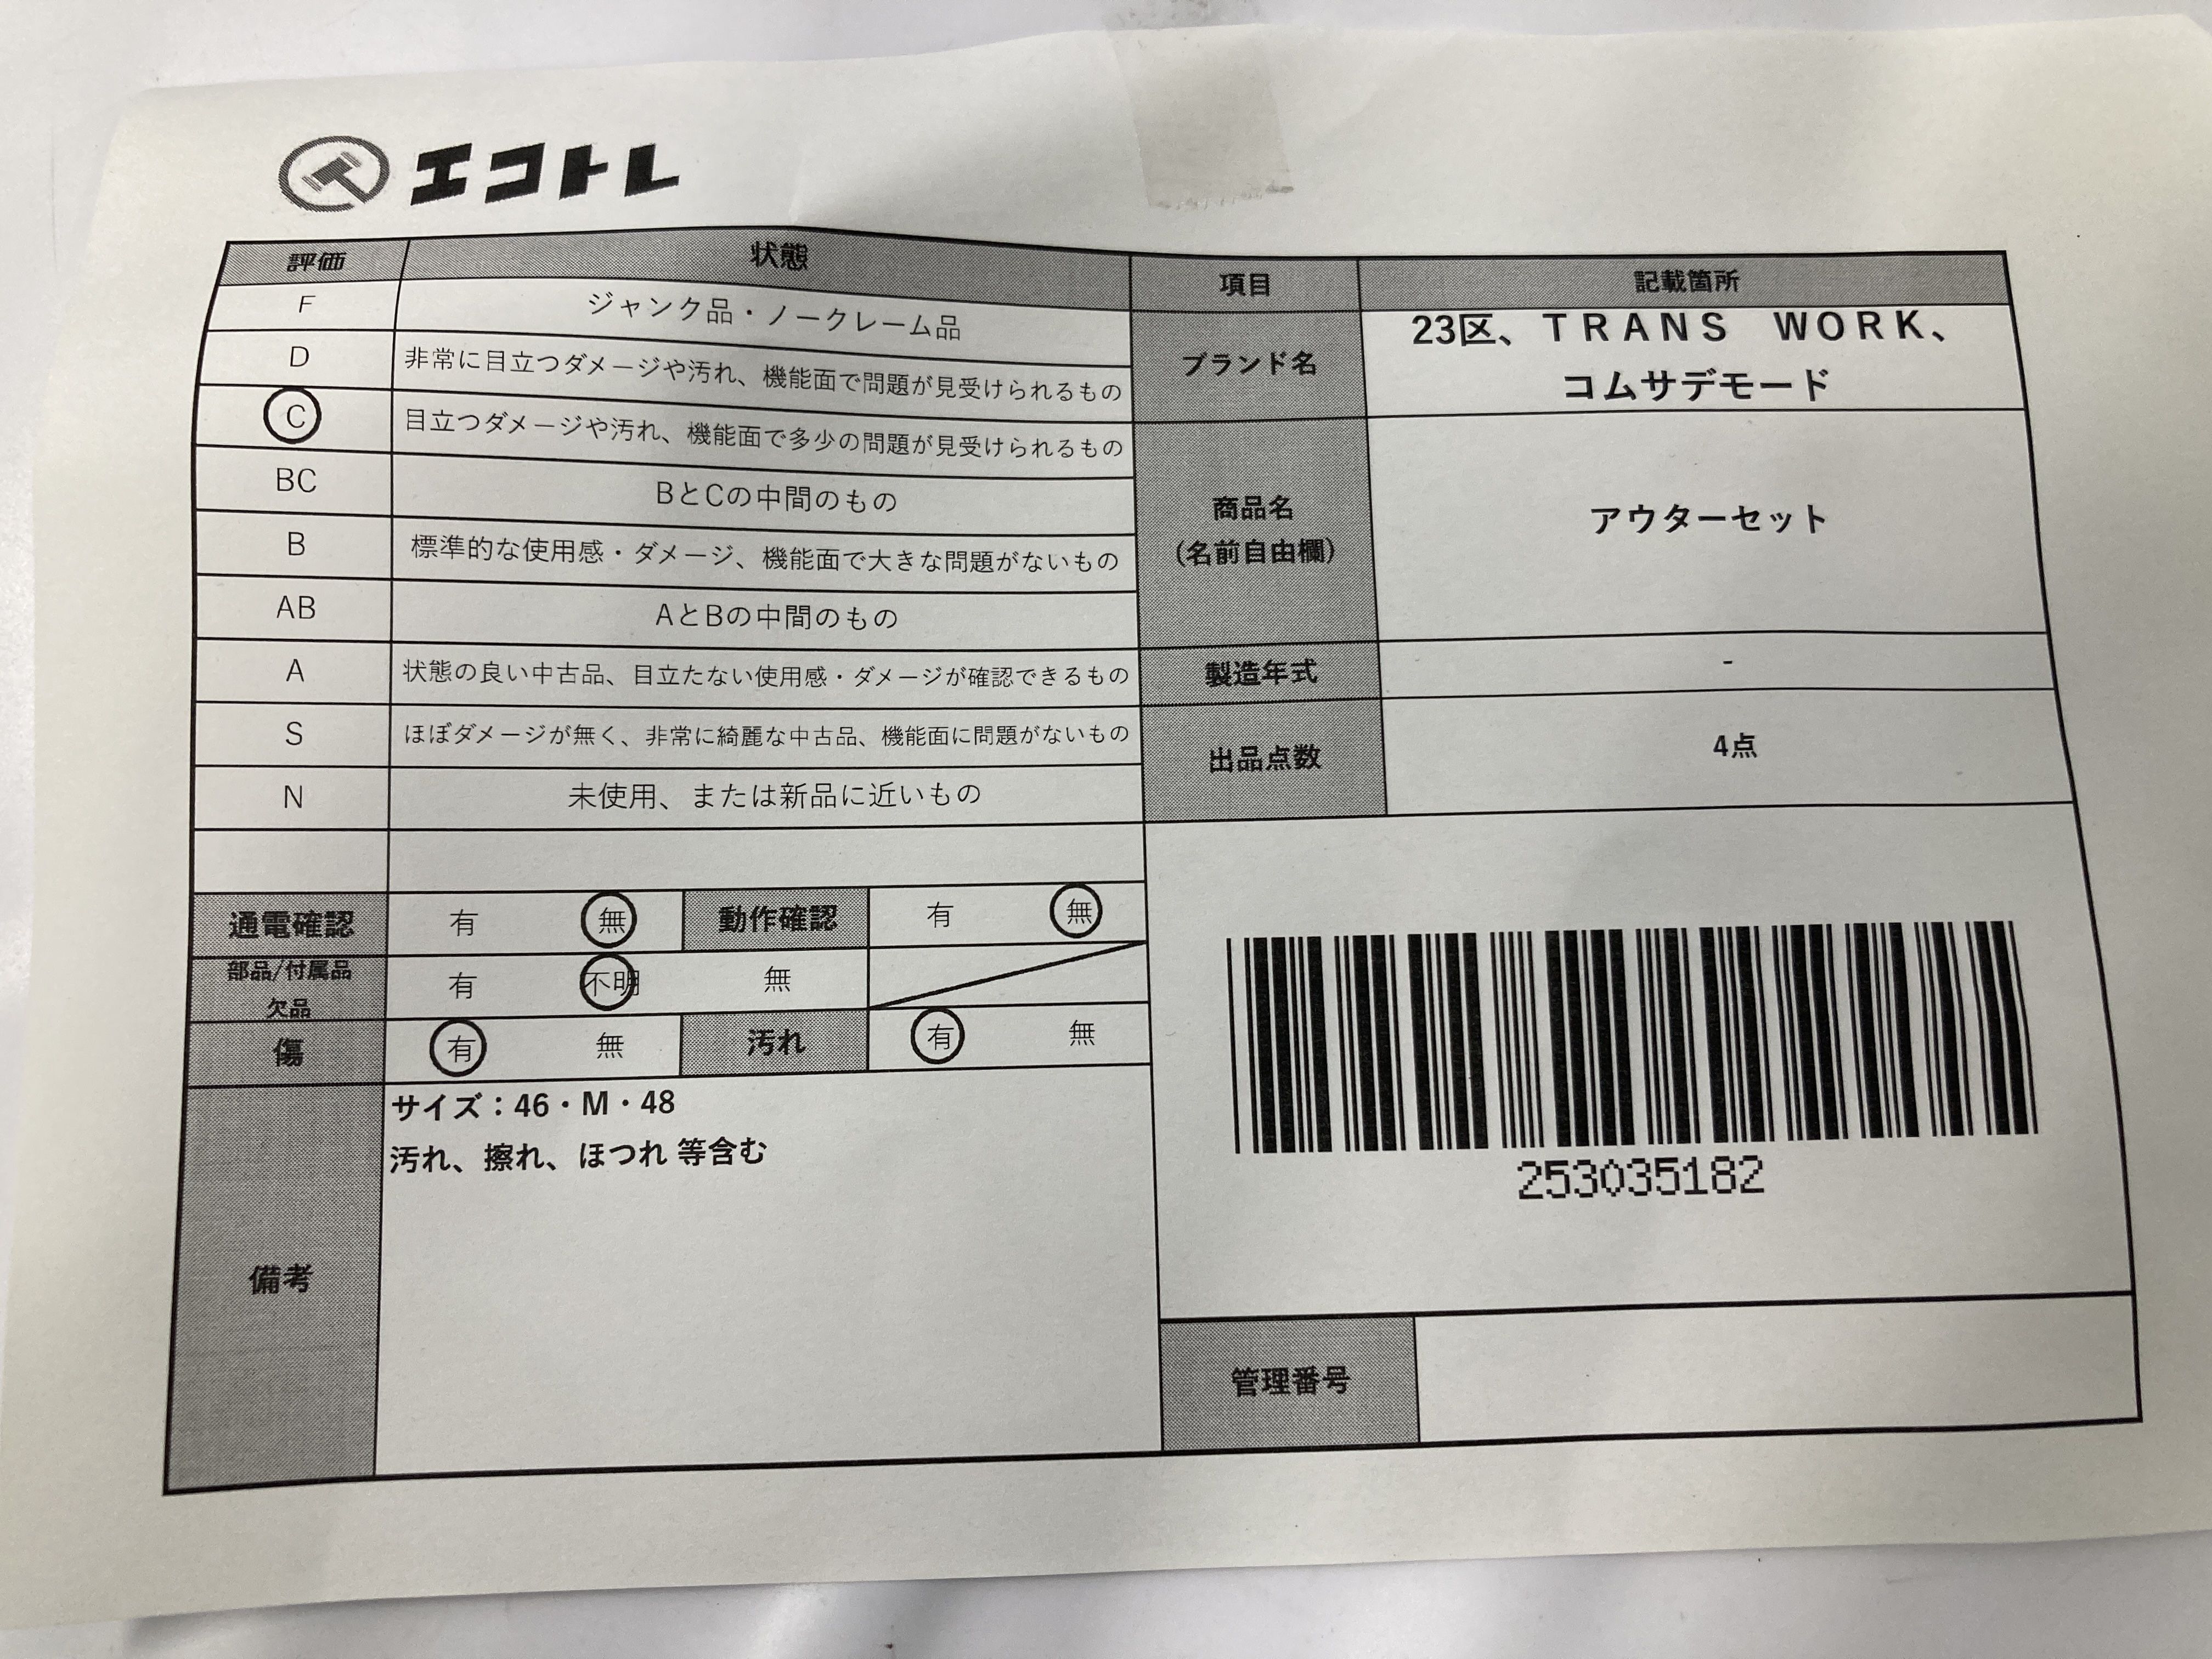 エコトレ
評価 状態
F ジャンク品・ノークレーム品
D 非常に目立つダメージや汚れ、機能面で問題が見受けられるもの
C 目立つダメージや汚れ、機能面で多少の問題が見受けられるもの
BC BとCの中間のもの
B 標準的な使用感・ダメージ、機能面で大きな問題がないもの
AB AとBの中間のもの
A 状態の良い中古品、目立たない使用感・ダメージが確認できるもの
S ほぼダメージが無く、非常に綺麗な中古品、機能面に問題がないもの
N 未使用、または新品に近いもの
通電確認 有 無 動作確認 有 無
部品/付属品
欠品 有 不明 無
傷 有 無 汚れ 有 無
備考
サイズ：46・M・48
汚れ、擦れ、ほつれ 等含む
項目 記載箇所
ブランド名
23区、ＴＲＡＮＳ　ＷＯＲＫ、
コムサデモード
商品名
(名前自由欄)
アウターセット
製造年式 -
出品点数 4点
253035182
管理番号